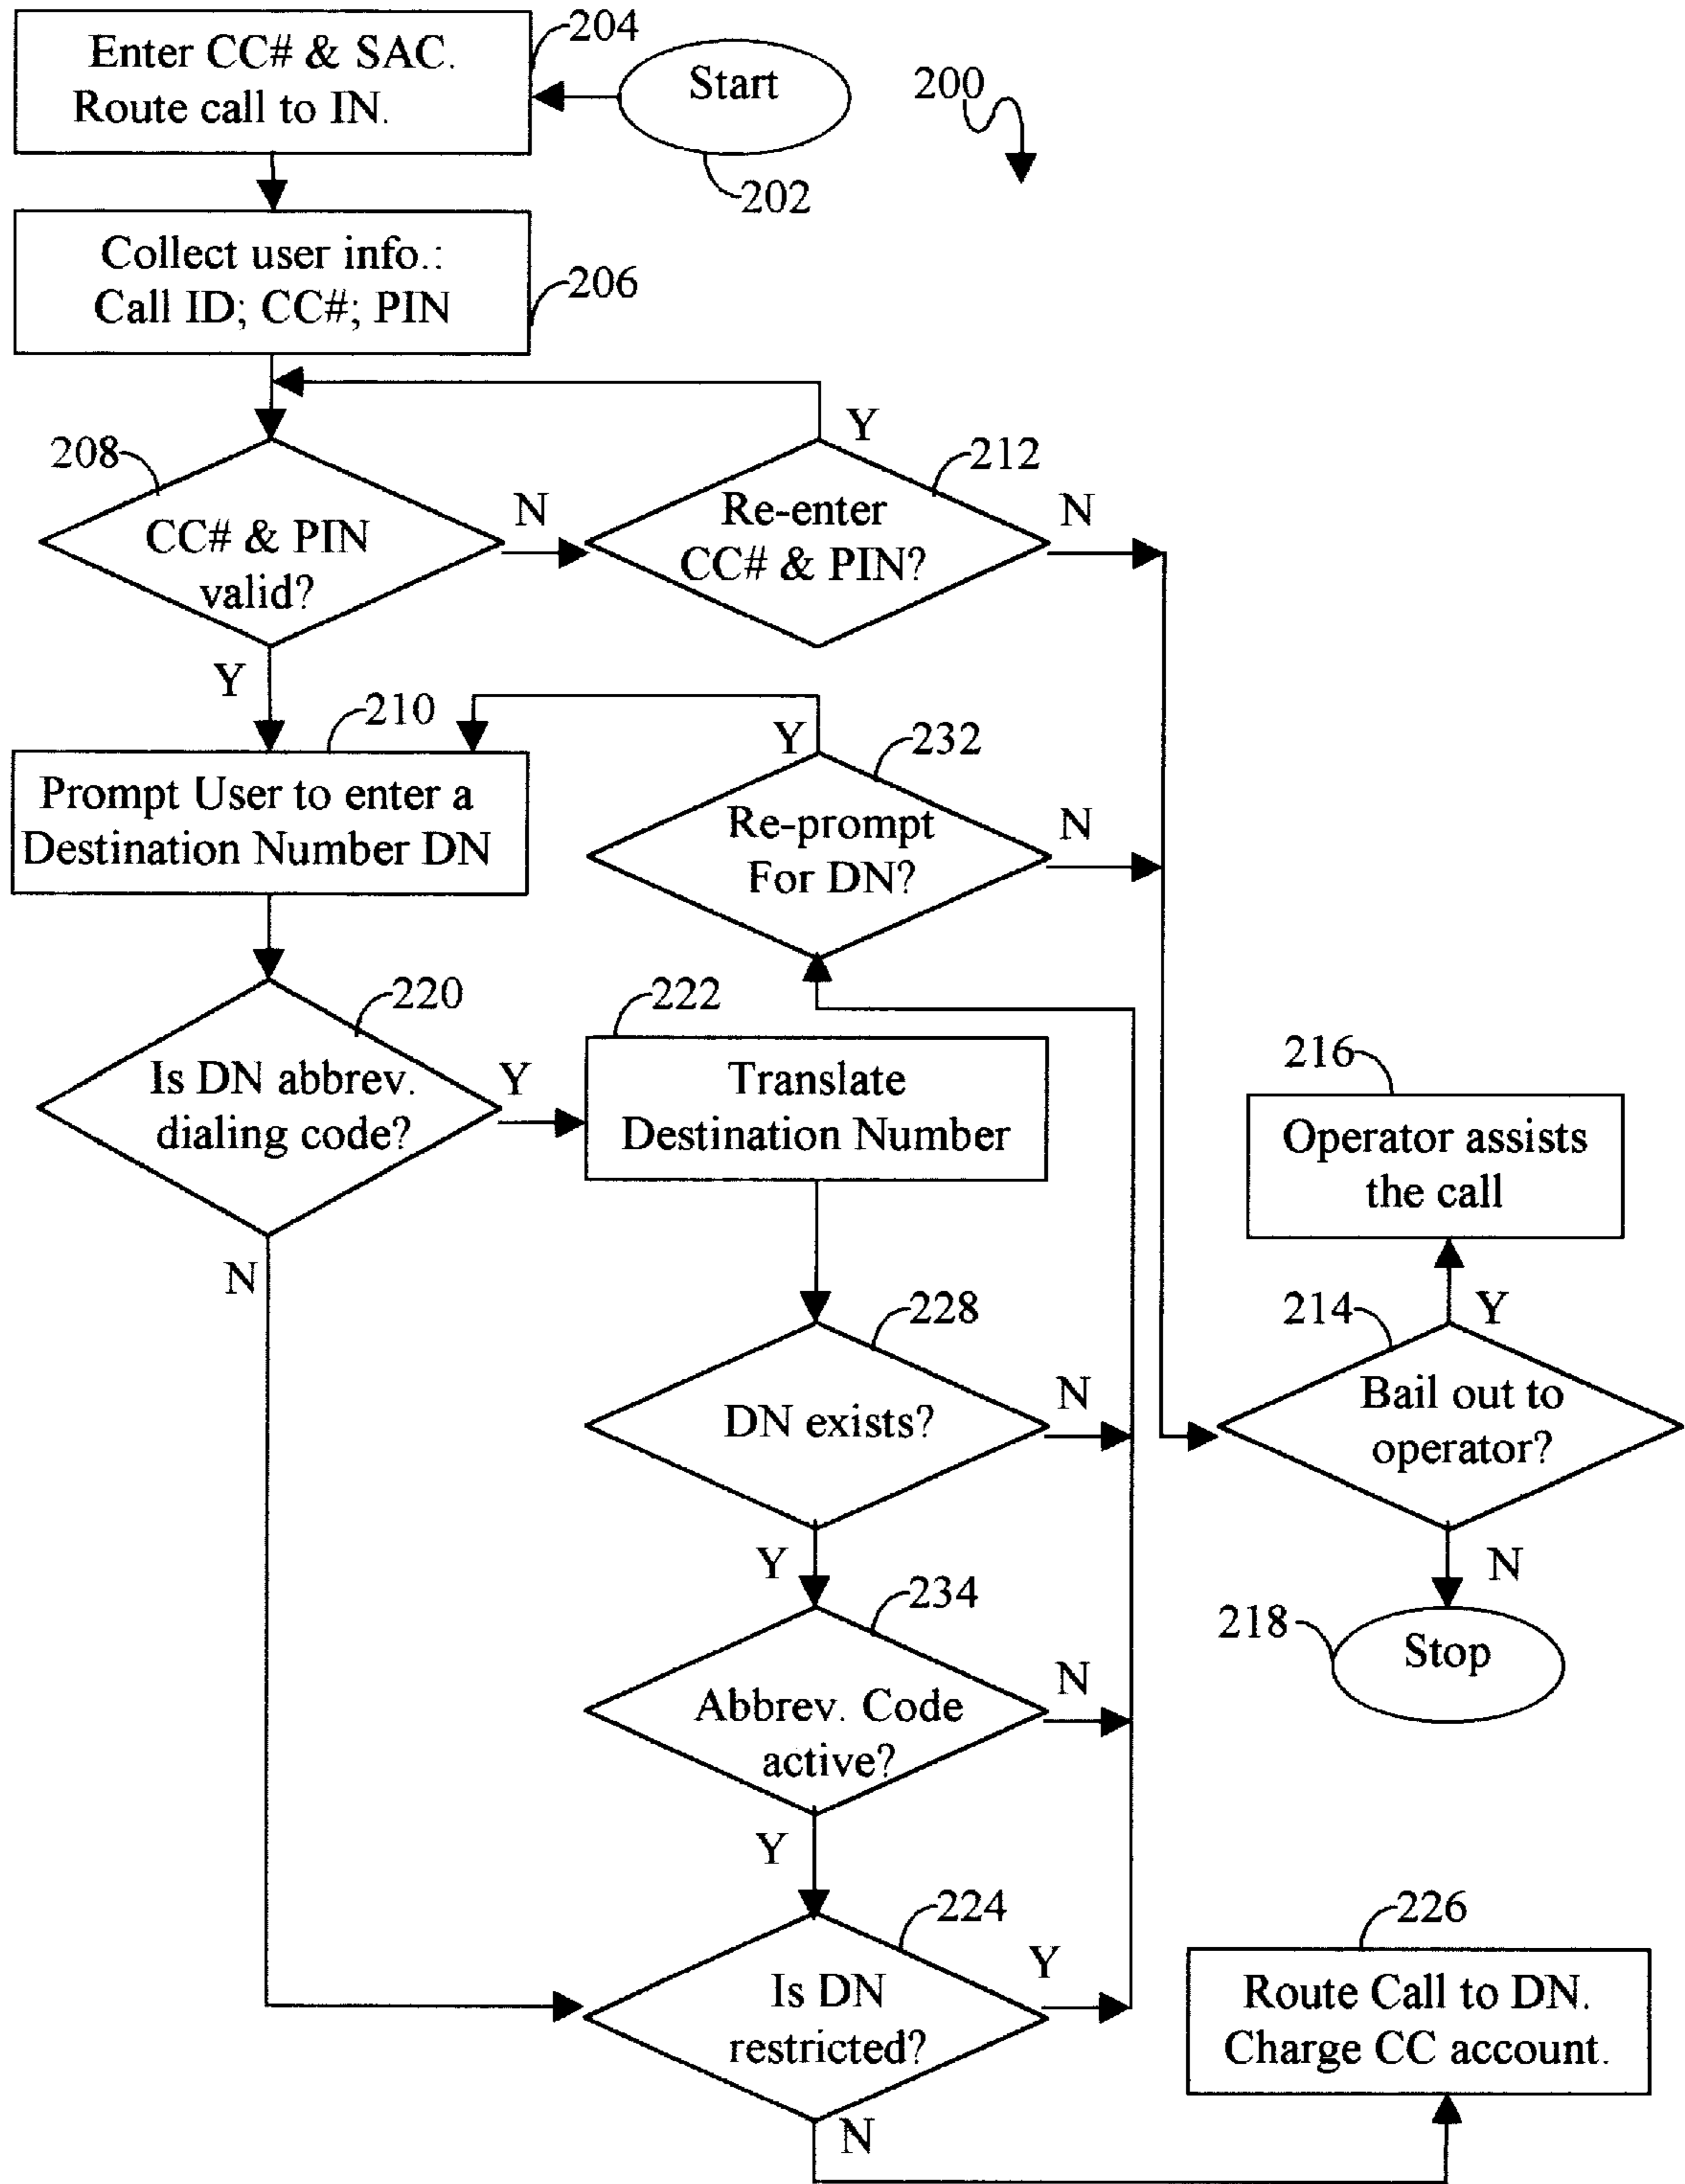 204
Enter CC# & SAC.
Route call to IN.
Start
200
202
Collect user info.:
Call ID; CC#; PIN
206
Y
208
212
CC# & PIN
valid?
N
Re-enter
CC# & PIN?
N
Y
210
Y
232
Prompt User to enter a
Destination Number DN
Re-prompt
For DN?
N
220
222
Is DN abbrev.
dialing code?
Y
Translate
Destination Number
216
Operator assists
the call
N
228
214
Y
DN exists?
N
Bail out to
operator?
Y
N
234
218
Stop
Abbrev. Code
active?
N
Y
224
226
Is DN
restricted?
Y
Route Call to DN.
Charge CC account.
N